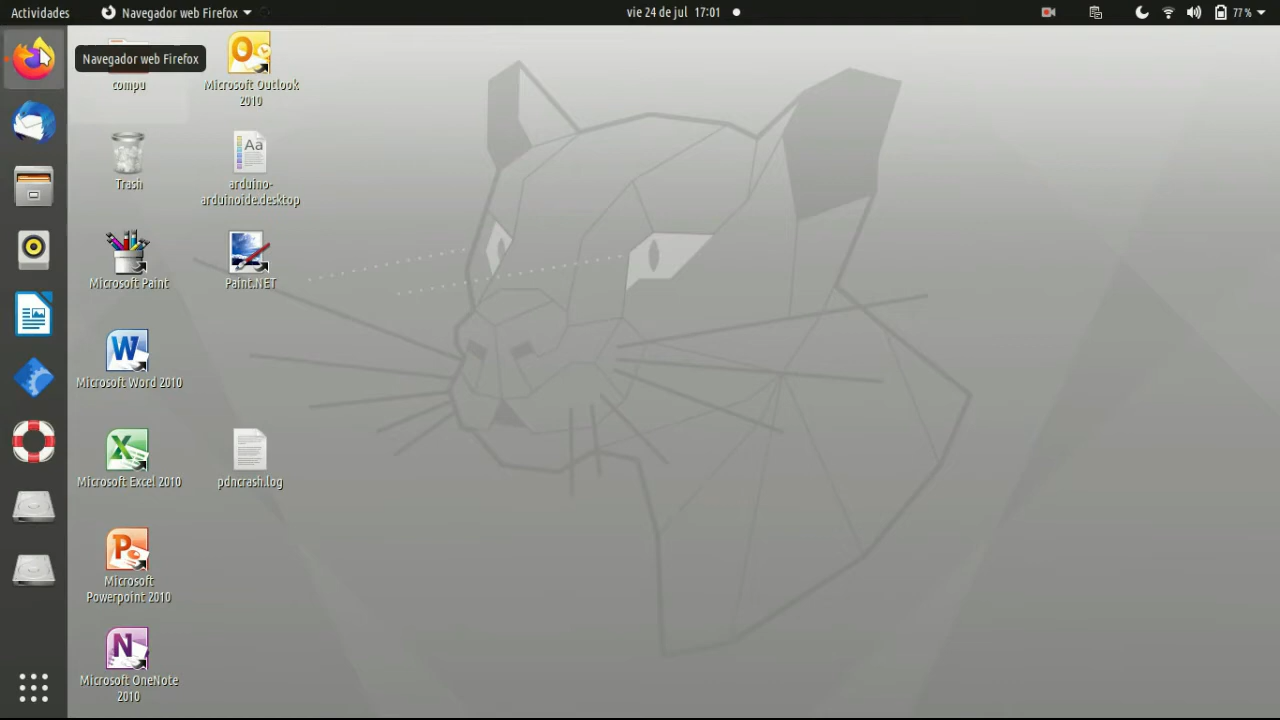 Actividades
Navegador web Firefox
vie 24 de jul 17:01
77 %
Navegador web Firefox
compu
Microsoft Outlook
2010
Trash
arduino-
arduinoide.desktop
Microsoft Paint
Paint.NET
Microsoft Word 2010
Microsoft Excel 2010
pdncrash.log
Microsoft
Powerpoint 2010
Microsoft OneNote
2010